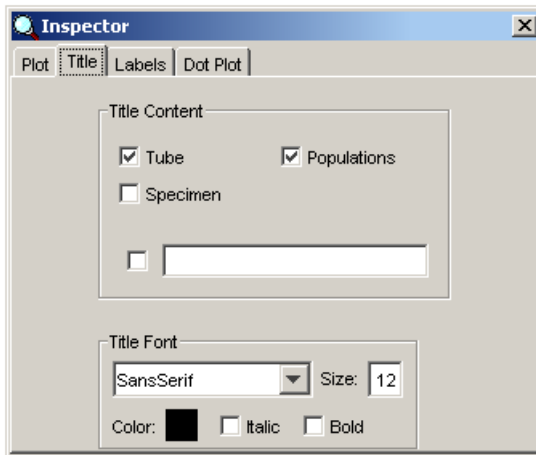 Inspector
Plot Title Labels Dot Plot
Title Content
Tube Populations
Specimen
Title Font
SansSerif Size: 12
Color: Italic Bold